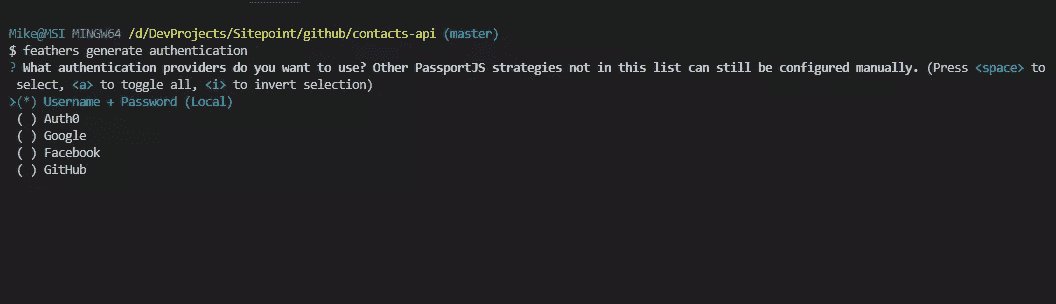 Mike@MSI MINGW64 /d/DevProjects/Sitepoint/github/contacts-api (master)
$ feathers generate authentication
? What authentication providers do you want to use? Other PassportJS strategies not in this list can still be configured manually. (Press <space> to
select, <a> to toggle all, <i> to invert selection)
>(*) Username + Password (Local)
( ) Auth0
( ) Google
( ) Facebook
( ) GitHub